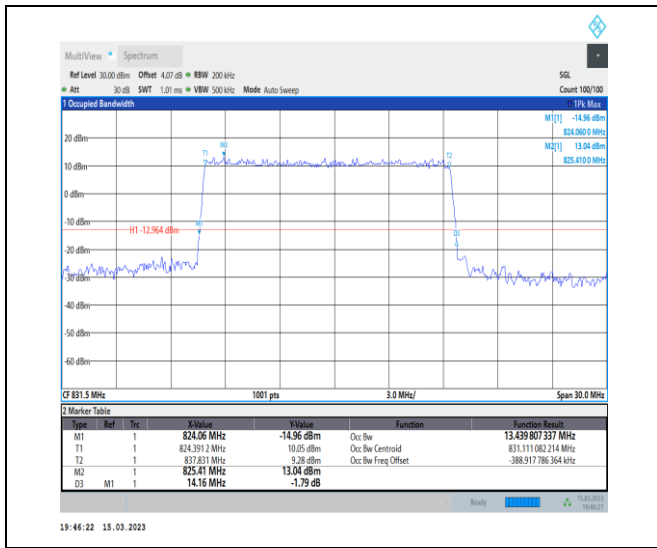 MultiView Spectrum
Ref Level 30.00 dBm Offset 4.07 dB RBW 200 kHz SGL
Att 30 dB SWT 1.01 ms VBW 500 kHz Mode Auto Sweep Count 100/100
1 Occupied Bandwidth 1Pk Max
M1[1] -14.96 dBm
824.060 0 MHz
M2[1] 13.04 dBm
825.410 0 MHz
20 dBm
T1 M2 T2
10 dBm
0 dBm
-10 dBm
M1
H1 -12.964 dBm
D3
-20 dBm
-30 dBm
-40 dBm
-50 dBm
-60 dBm
CF 831.5 MHz 1001 pts 3.0 MHz/ Span 30.0 MHz
2 Marker Table
Type Ref Trc X-Value Y-Value Function Function Result
M1 1 824.06 MHz -14.96 dBm Occ Bw 13.439 807 337 MHz
T1 1 824.391 2 MHz 10.05 dBm Occ Bw Centroid 831.111 082 214 MHz
T2 1 837.831 MHz 9.28 dBm Occ Bw Freq Offset -388.917 786 364 kHz
M2 1 825.41 MHz 13.04 dBm
D3 M1 1 14.16 MHz -1.79 dB
Ready 15.03.2023
19:46:21
19:46:22 15.03.2023